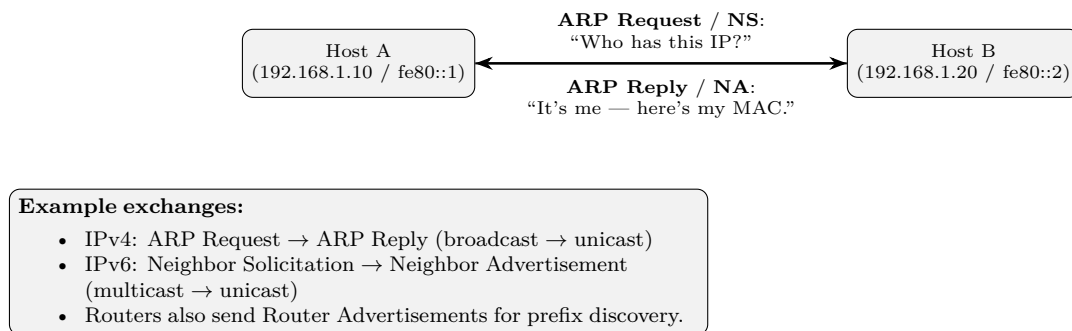 ARP Request / NS:
“Who has this IP?”
Host A
(192.168.1.10 / fe80::1)
Host B
(192.168.1.20 / fe80::2)
ARP Reply / NA:
“It's me — here's my MAC.”
Example exchanges:
• IPv4: ARP Request → ARP Reply (broadcast → unicast)
• IPv6: Neighbor Solicitation → Neighbor Advertisement
(multicast → unicast)
• Routers also send Router Advertisements for prefix discovery.